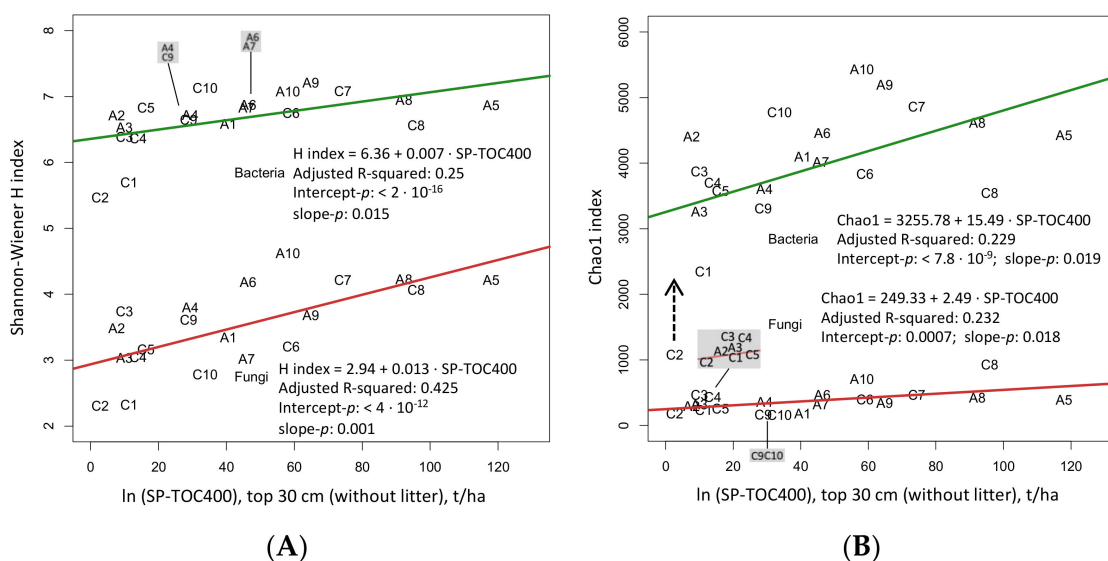 Shannon-Wiener H index
8
7
6
5
4
3
2
A4
C9
A6
A7
A2
A3
C3
C4
C5
C10
A4
C9
A1
A6
A7
A10
C6
A9
C7
A8
C6
A5
C2
C1
Bacteria
H index = 6.36 + 0.007 · SP-TOC400
Adjusted R-squared: 0.25
Intercept-p: < 2 · 10-16
slope-p: 0.015
A10
A6
C7
A8
C8
A5
C3
A2
A4
C9
A9
A1
C5
A3
C4
A7
C6
C10
C2
C1
Fungi
H index = 2.94 + 0.013 · SP-TOC400
Adjusted R-squared: 0.425
Intercept-p: < 4 · 10-12
slope-p: 0.001
0 20 40 60 80 100 120
ln (SP-TOC400), top 30 cm (without litter), t/ha
(A)
Chao1 index
6000
5000
4000
3000
2000
1000
0
A10
A9
C10
C7
A2
A6
A8
A5
A1
A7
C3
C6
C4
C5
A4
C8
A3
C9
C1
C2
Bacteria
Chao1 = 3255.78 + 15.49 · SP-TOC400
Adjusted R-squared: 0.229
Intercept-p: < 7.8 · 10-9; slope-p: 0.019
Chao1 = 249.33 + 2.49 · SP-TOC400
Adjusted R-squared: 0.232
Intercept-p: 0.0007; slope-p: 0.018
Fungi
C3 C4
A2 A3
C2 C1 C5
C8
A10
C3
C4
A6
C7
A8
A5
C6
A4
A7
A9
A2
A3
C1
C5
C2
C9
C10
A1
C9C10
0 20 40 60 80 100 120
ln (SP-TOC400), top 30 cm (without litter), t/ha
(B)